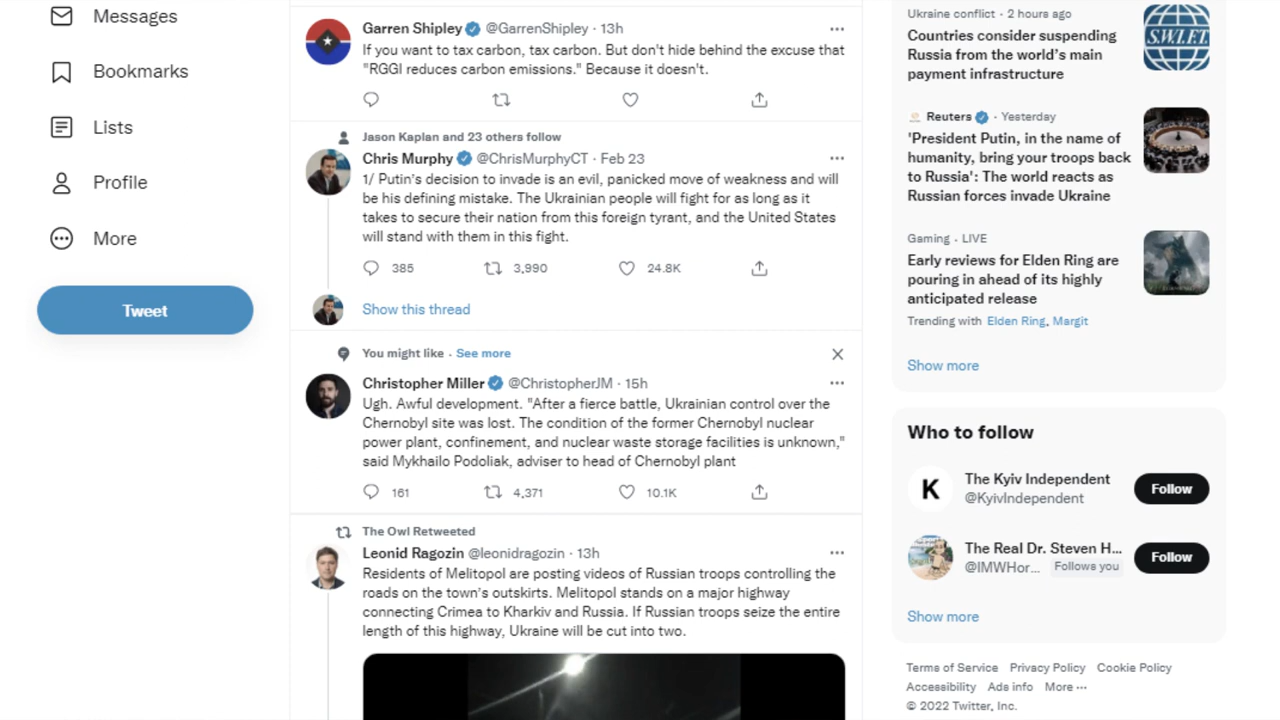 Messages
Bookmarks
Lists
Profile
More
Tweet
Garren Shipley @GarrenShipley · 13h
If you want to tax carbon, tax carbon. But don't hide behind the excuse that
"RGGI reduces carbon emissions." Because it doesn't.
Jason Kaplan and 23 others follow
Chris Murphy @ChrisMurphyCT · Feb 23
1/ Putin's decision to invade is an evil, panicked move of weakness and will
be his defining mistake. The Ukrainian people will fight for as long as it
takes to secure their nation from this foreign tyrant, and the United States
will stand with them in this fight.
385 3,990 24.8K
Show this thread
You might like · See more
Christopher Miller @ChristopherJM · 15h
Ugh. Awful development. "After a fierce battle, Ukrainian control over the
Chernobyl site was lost. The condition of the former Chernobyl nuclear
power plant, confinement, and nuclear waste storage facilities is unknown,"
said Mykhailo Podoliak, adviser to head of Chernobyl plant
161 4,371 10.1K
The Owl Retweeted
Leonid Ragozin @leonidragozin · 13h
Residents of Melitopol are posting videos of Russian troops controlling the
roads on the town's outskirts. Melitopol stands on a major highway
connecting Crimea to Kharkiv and Russia. If Russian troops seize the entire
length of this highway, Ukraine will be cut into two.
Ukraine conflict · 2 hours ago
Countries consider suspending
Russia from the world's main
payment infrastructure
S.W.I.F.T.
Reuters · Yesterday
'President Putin, in the name of
humanity, bring your troops back
to Russia': The world reacts as
Russian forces invade Ukraine
Gaming · LIVE
Early reviews for Elden Ring are
pouring in ahead of its highly
anticipated release
Trending with Elden Ring, Margit
Show more
Who to follow
K
The Kyiv Independent
@KyivIndependent
Follow
The Real Dr. Steven H...
@IMWHor... Follows you
Follow
Show more
Terms of Service Privacy Policy Cookie Policy
Accessibility Ads info More ···
© 2022 Twitter, Inc.